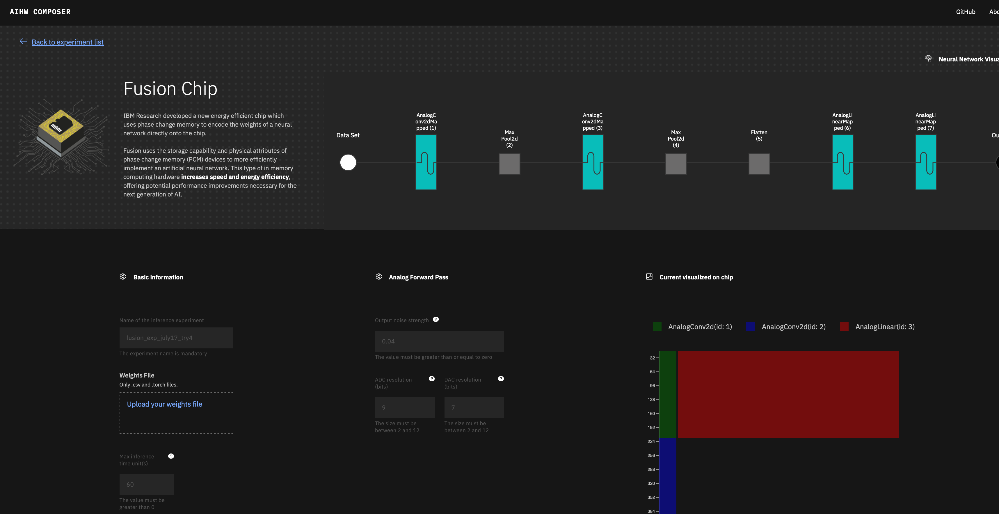 AIHW COMPOSER
GitHub
Back to experiment list
Neural Network
Fusion Chip
IBM Research developed a new energy efficient chip which
uses phase change memory to encode the weights of a neural
network directly onto the chip.
Fusion uses the storage capability and physical attributes of
phase change memory (PCM) devices to more efficiently
implement an artificial neural network. This type of in memory
computing hardware increases speed and energy efficiency,
offering potential performance improvements necessary for the
next generation of AI.
Data Set
AnalogC
onv2dMa
pped (1)
Max
Pool2d
(2)
AnalogC
onv2dMa
pped (3)
Max
Pool2d
(4)
Flatten
(5)
AnalogLi
nearMap
ped (6)
AnalogLi
nearMap
ped (7)
Basic information
Name of the inference experiment
fusion_exp_july17_try4
The experiment name is mandatory
Weights File
Only .csv and .torch files.
Upload your weights file
Max inference
time unit(s)
?
60
The value must be
greater than 0
Analog Forward Pass
Output noise strength ?
0.04
The value must be greater than or equal to zero
ADC resolution
(bits)
?
9
The size must be
between 2 and 12
DAC resolution
(bits)
?
7
The size must be
between 2 and 12
Current visualized on chip
AnalogConv2d(id: 1) AnalogConv2d(id: 2) AnalogLinear(id: 3)
32
64
96
128
160
192
224
256
288
320
352
384